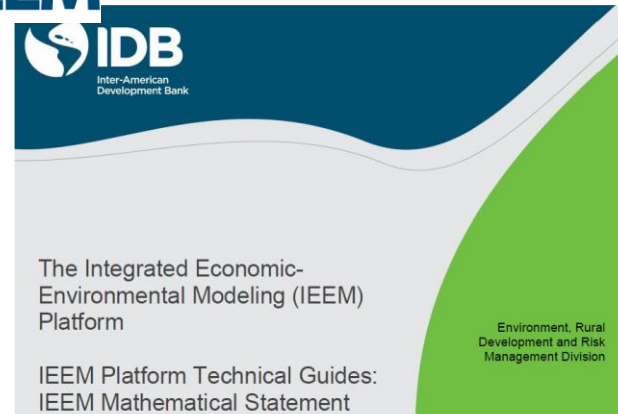 IDB
Inter-American
Development Bank
The Integrated Economic-
Environmental Modeling (IEEM)
Platform
Environment, Rural
Development and Risk
Management Division
IEEM Platform Technical Guides:
IEEM Mathematical Statement